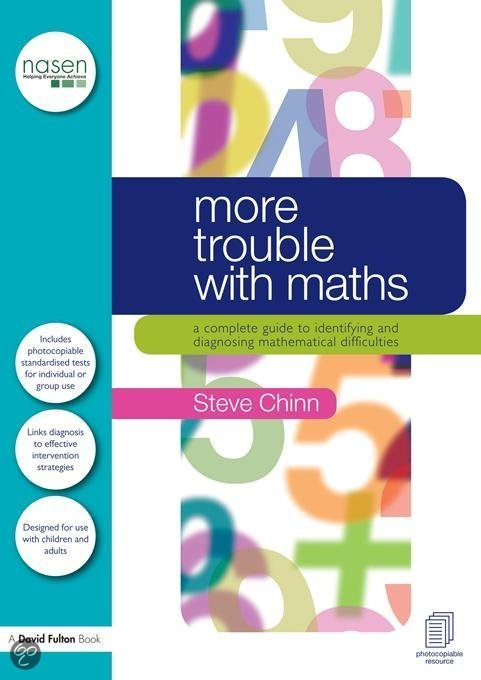 nasen
Helping Everyone Achieve
more
trouble
with maths
a complete guide to identifying and
diagnosing mathematical difficulties
Steve Chinn
Includes
photocopiable
standardised tests
for individual or
group use
Links diagnosis
to effective
intervention
strategies
Designed for use
with children and
adults
A David Fulton Book
photocopiable
resource